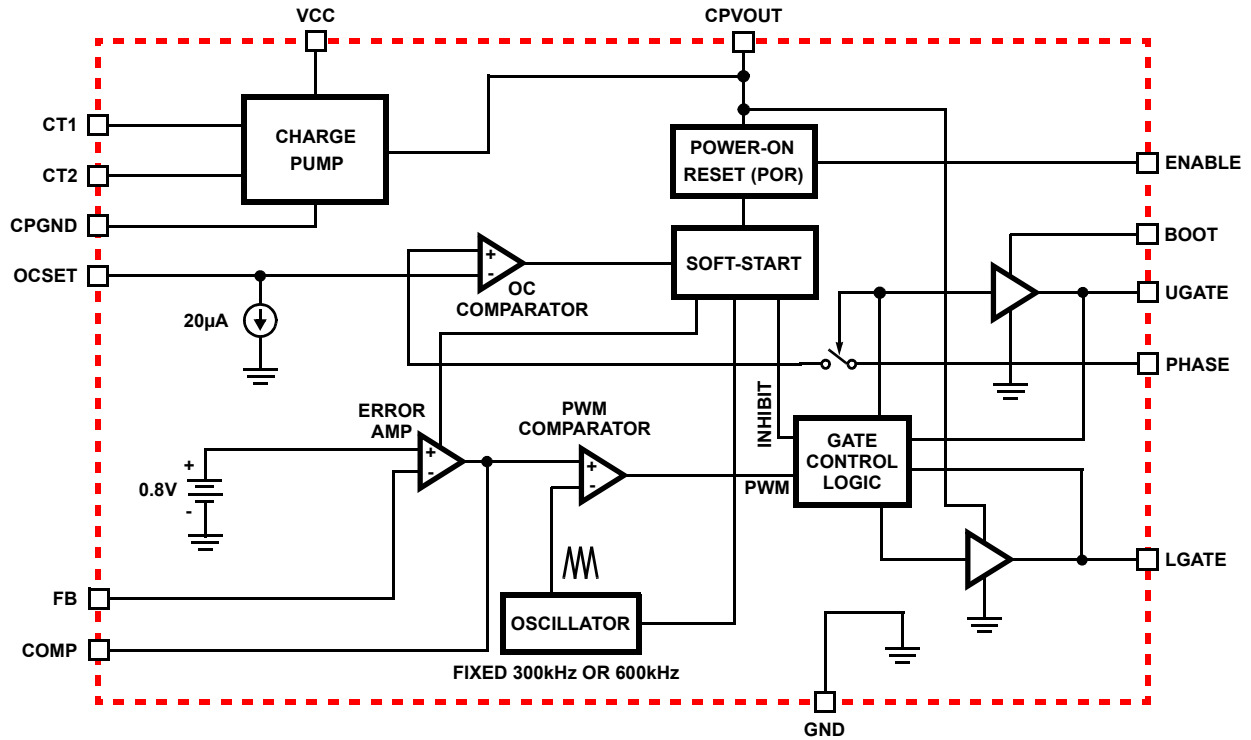 VCC
CPVOUT
CT1
CHARGE
PUMP
CT2
CPGND
POWER-ON
RESET (POR)
ENABLE
BOOT
OCSET
+
-
OC
COMPARATOR
SOFT-START
UGATE
20µA
PHASE
ERROR
AMP
PWM
COMPARATOR
INHIBIT
+
0.8V
-
+
-
+
-
PWM
GATE
CONTROL
LOGIC
LGATE
FB
OSCILLATOR
COMP
FIXED 300kHz OR 600kHz
GND